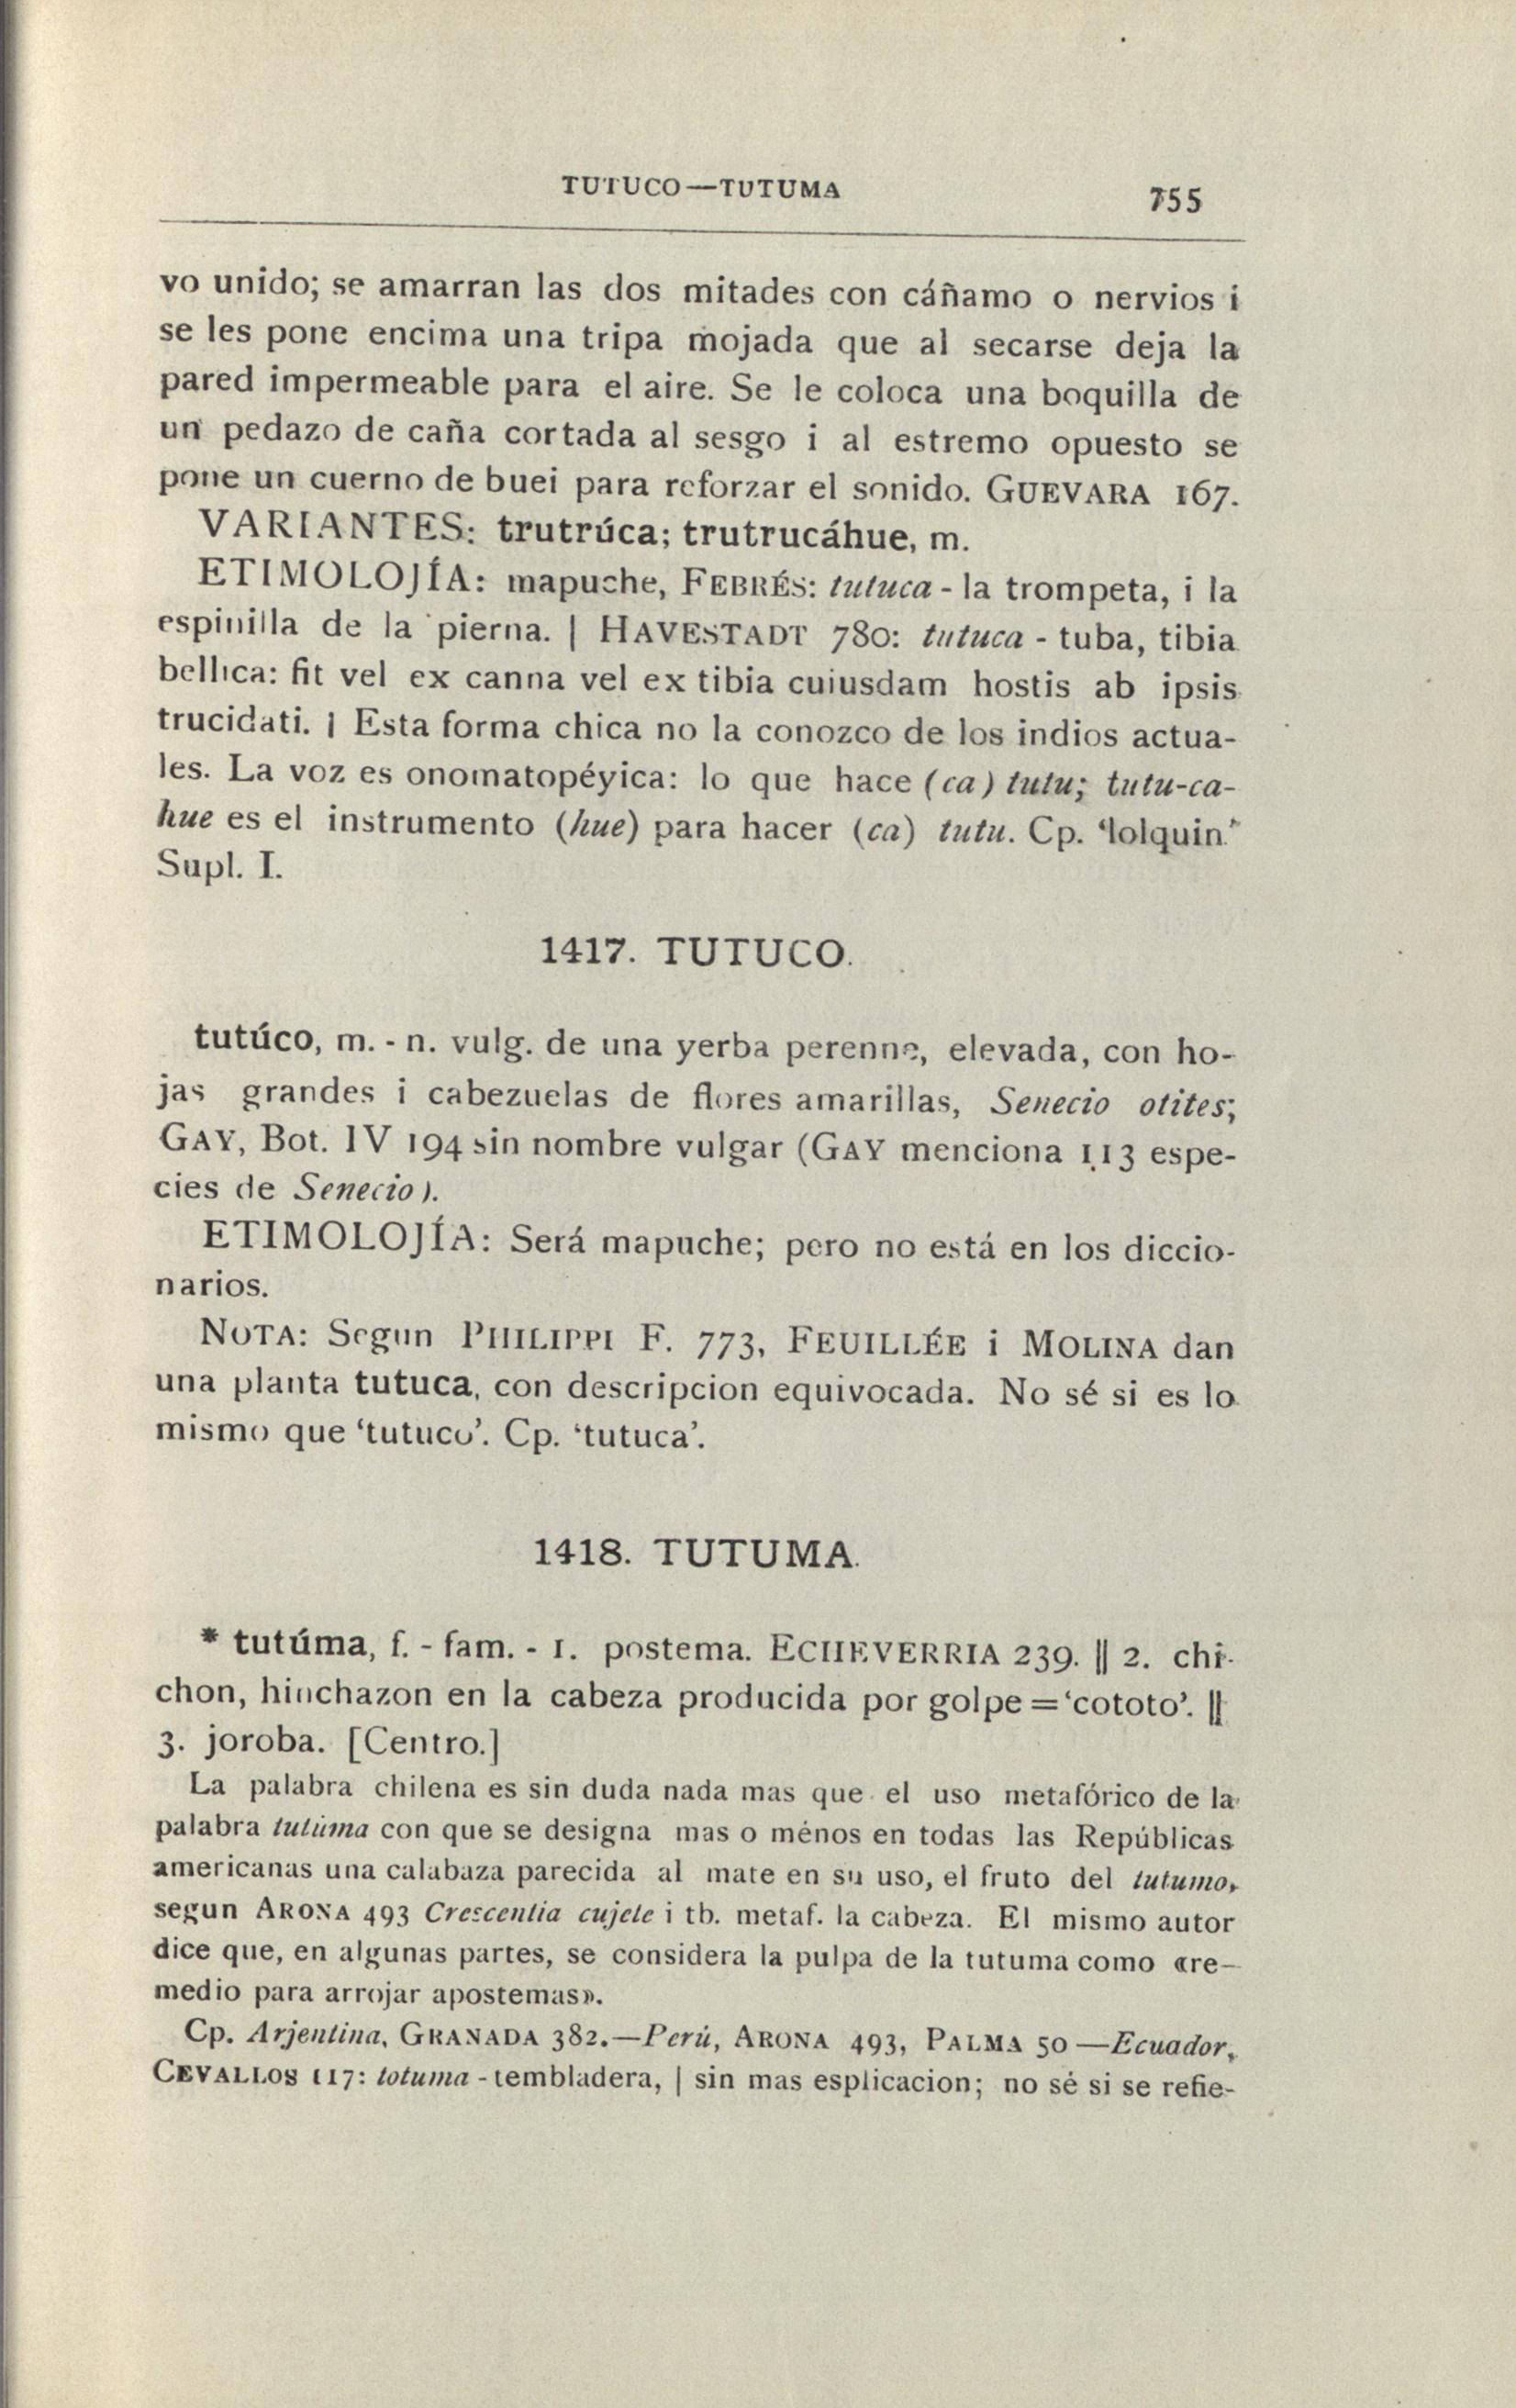 TUTUCO—TUTUMA 755
vo unido; se amarran las dos mitades con cáñamo o nervios i
se les pone encima una tripa mojada que al secarse deja la
pared impermeable para el aire. Se le coloca una boquilla de
un pedazo de caña cortada al sesgo i al estremo opuesto se
pone un cuerno de buei para reforzar el sonido. GUEVARA 167.
VARIANTES: trutrúca; trutrucáhue, m.
ETIMOLOJÍA: mapuche, FEBRÉS: tutuca - la trompeta, i la
espinilla de la pierna. | HAVESTADT 780: tutuca - tuba, tibia
bellica: fit vel ex canna vel ex tibia cuiusdam hostis ab ipsis
trucidati. | Esta forma chica no la conozco de los indios actua-
les. La voz es onomatopéyica: lo que hace (ca) tutu; tutu-ca-
hue es el instrumento (hue) para hacer (ca) tutu. Cp. 'lolquin.'
Supl. I.
1417. TUTUCO.
tutúco, m. - n. vulg. de una yerba perenne, elevada, con ho-
jas grandes i cabezuelas de flores amarillas, Senecio otites;
GAY, Bot. IV 194 sin nombre vulgar (GAY menciona 113 espe-
cies de Senecio).
ETIMOLOJÍA: Será mapuche; pero no está en los diccio-
narios.
NOTA: Segun PHILIPPI F. 773, FEUILLÉE i MOLINA dan
una planta tutuca, con descripcion equivocada. No sé si es lo
mismo que 'tutuco'. Cp. 'tutuca'.
1418. TUTUMA.
* tutúma, f. - fam. - 1. postema. ECHEVERRIA 239. || 2. chi-
chon, hinchazon en la cabeza producida por golpe = 'cototo'. ||
3. joroba. [Centro.]
La palabra chilena es sin duda nada mas que el uso metafórico de la
palabra tutúma con que se designa mas o ménos en todas las Repúblicas
americanas una calabaza parecida al mate en su uso, el fruto del tutumo,
segun ARONA 493 Crescentia cujete i tb. metaf. la cabeza. El mismo autor
dice que, en algunas partes, se considera la pulpa de la tutuma como «re-
medio para arrojar apostemas».
Cp. Arjentina, GRANADA 382.—Perú, ARONA 493, PALMA 50—Ecuador,
CEVALLOS 117: totuma - tembladera, | sin mas esplicacion; no sé si se refie-